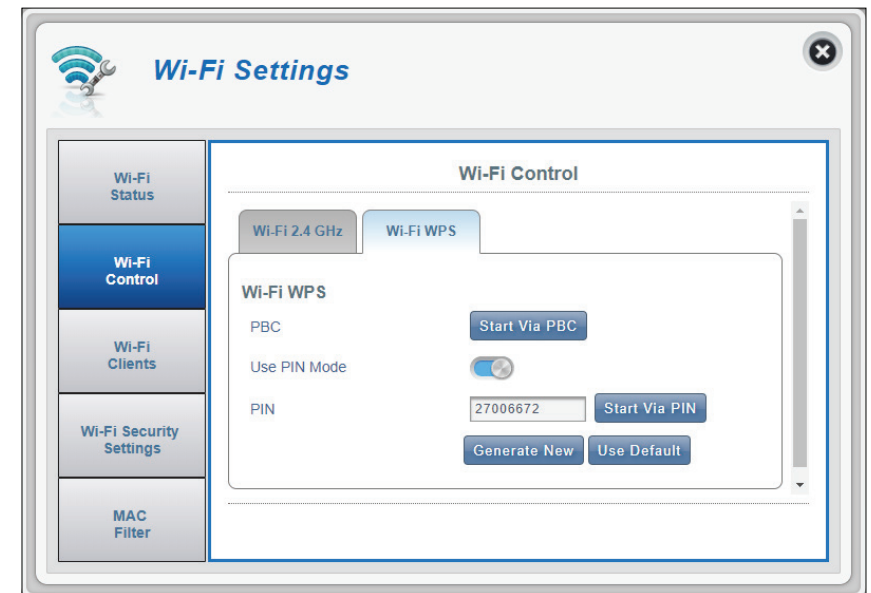 Wi-Fi Settings
Wi-Fi
Status
Wi-Fi
Control
Wi-Fi
Clients
Wi-Fi Security
Settings
MAC
Filter
Wi-Fi Control
Wi-Fi 2.4 GHz
Wi-Fi WPS
Wi-Fi WPS
PBC
Start Via PBC
Use PIN Mode
PIN
27006672
Start Via PIN
Generate New
Use Default